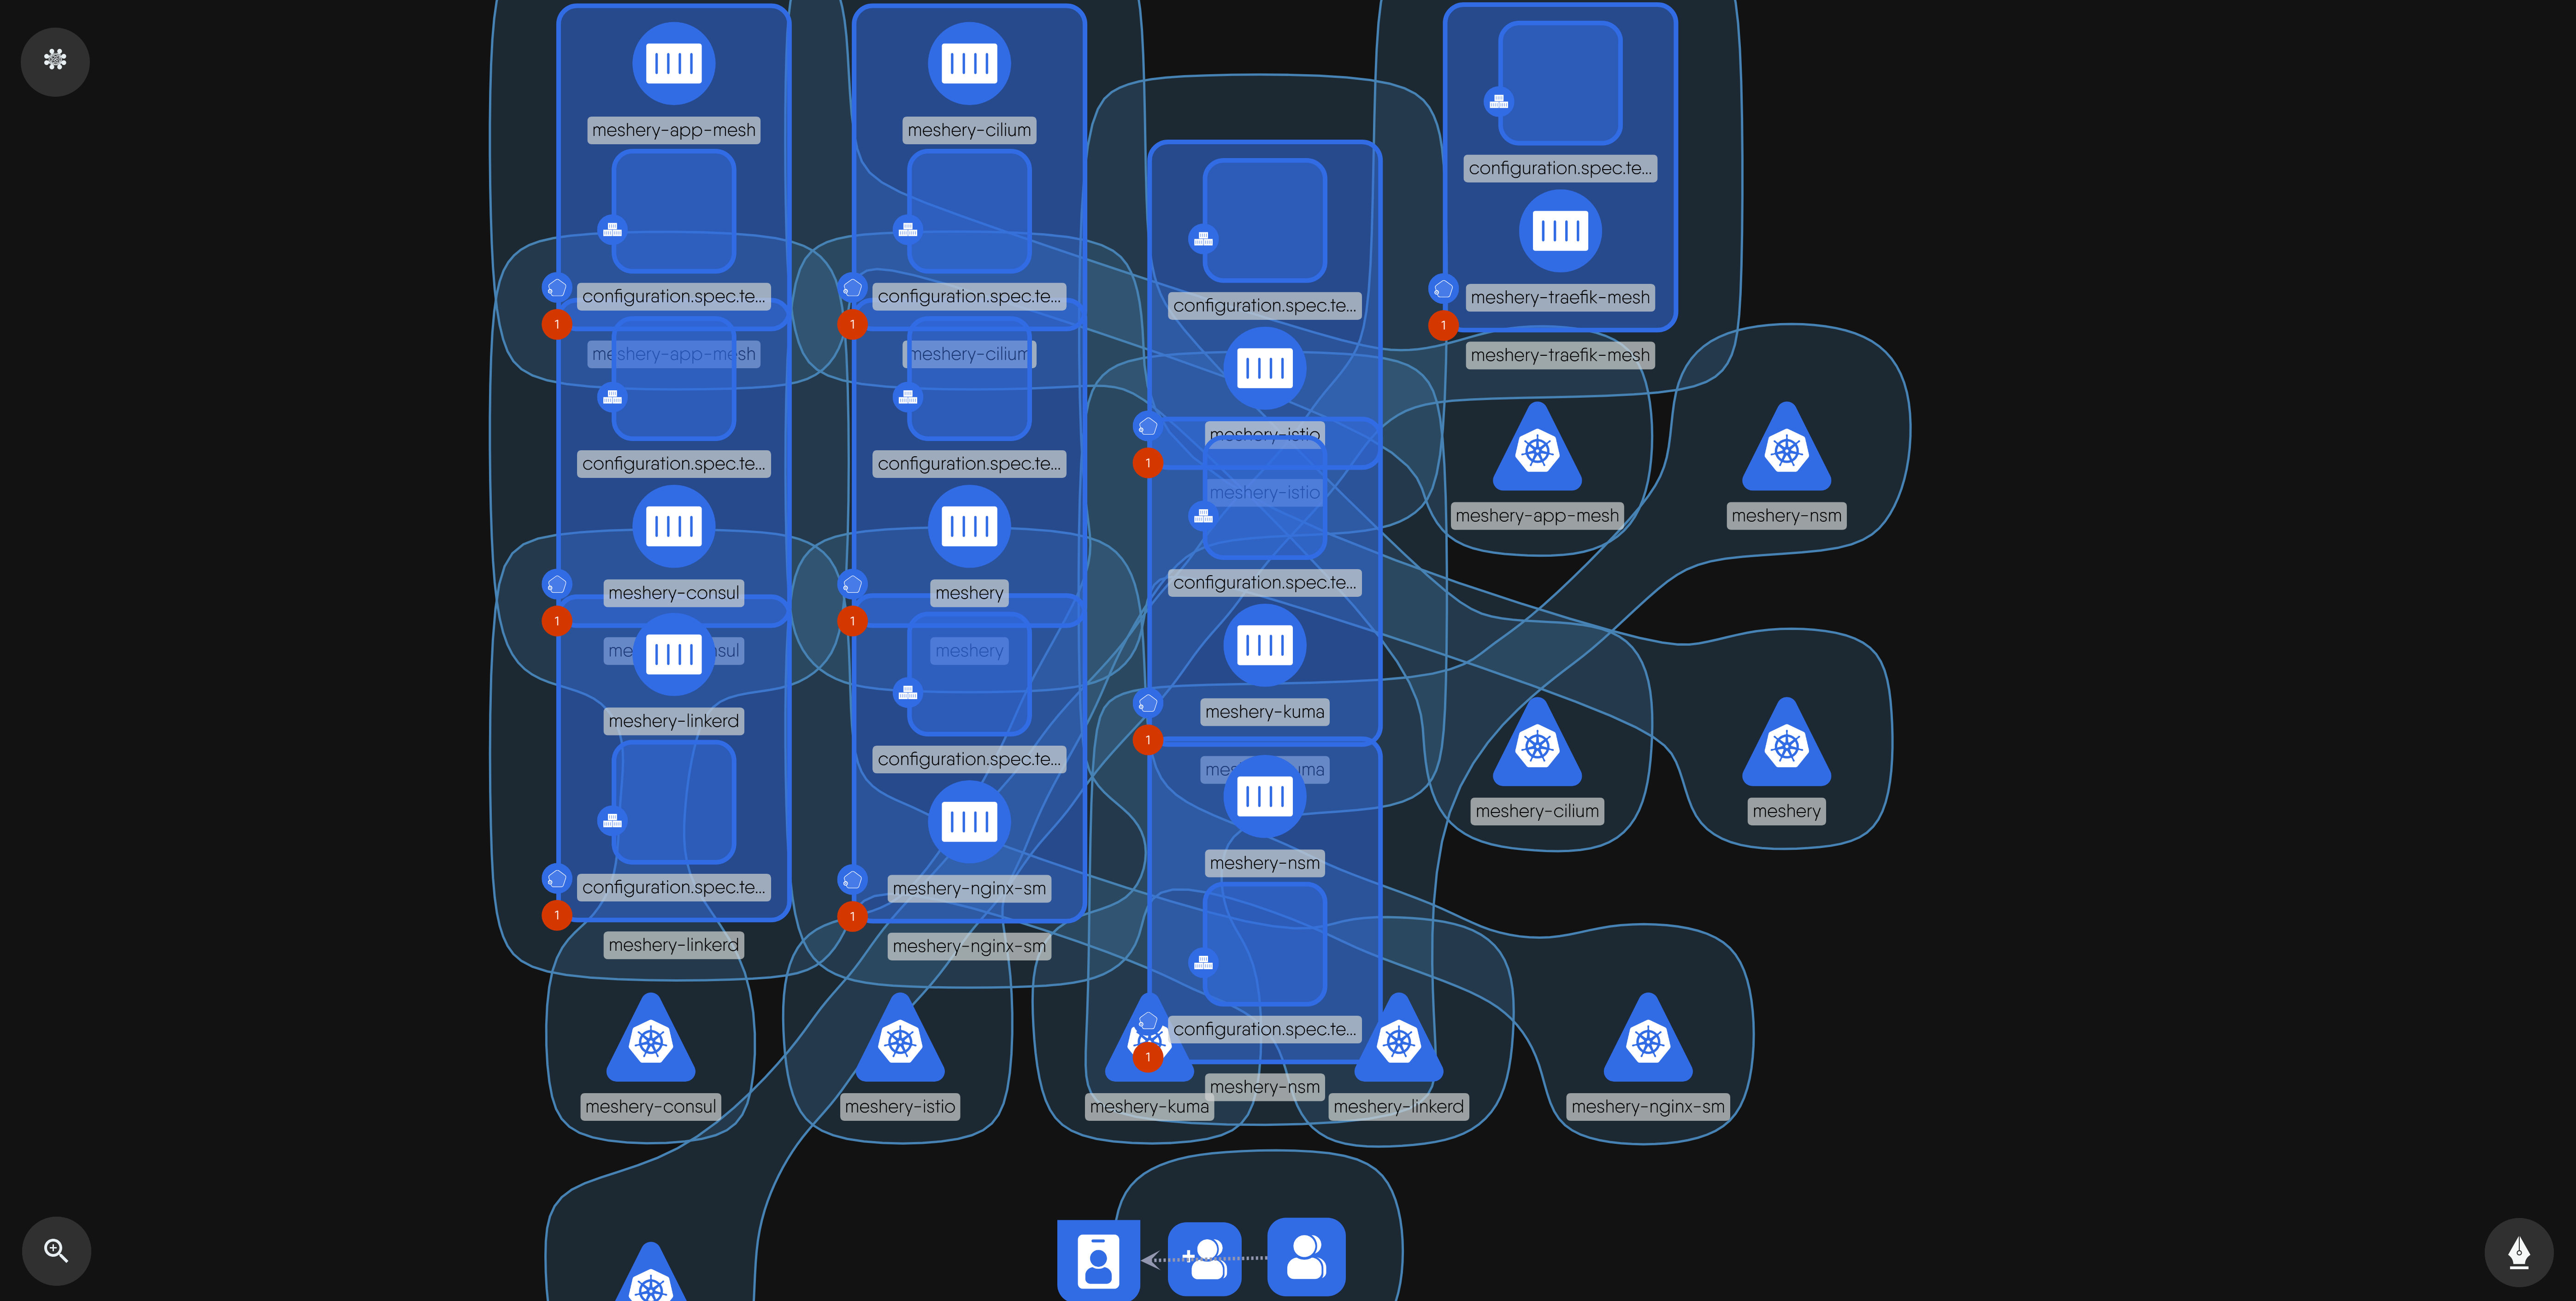 meshery-app-mesh
configuration.spec.te...
1
meshery-app-mesh
configuration.spec.te...
meshery-consul
1
meshery-linkerd
configuration.spec.te...
1
meshery-linkerd
meshery-cilium
configuration.spec.te...
1
meshery-cilium
configuration.spec.te...
meshery
1
meshery
configuration.spec.te...
meshery-nginx-sm
1
meshery-nginx-sm
configuration.spec.te...
meshery-istio
1
meshery-istio
configuration.spec.te...
meshery-kuma
1
meshery-nsm
configuration.spec.te...
1
meshery-nsm
configuration.spec.te...
meshery-traefik-mesh
1
meshery-traefik-mesh
meshery-app-mesh
meshery-nsm
meshery-cilium
meshery
meshery-consul
meshery-istio
meshery-kuma
meshery-linkerd
meshery-nginx-sm